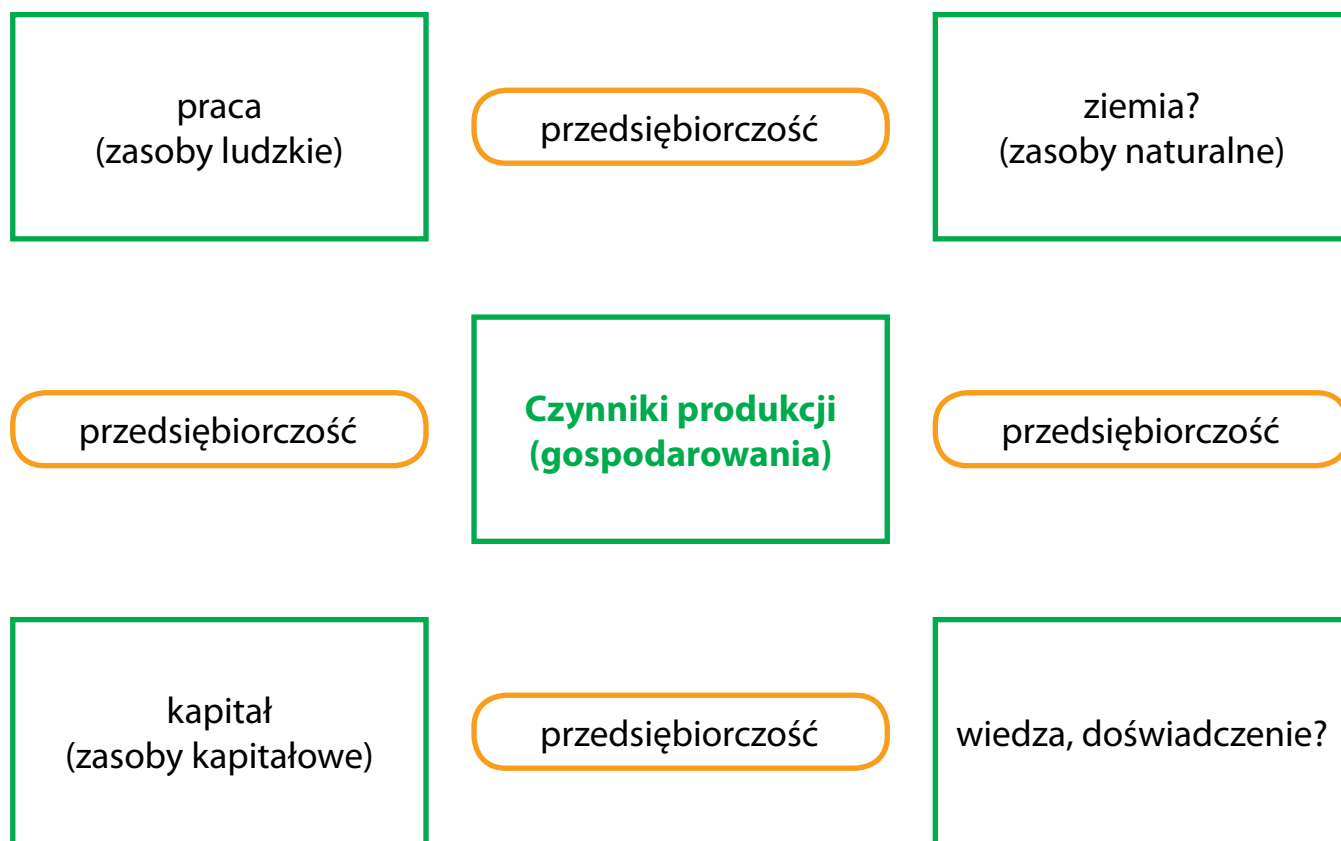 praca
(zasoby ludzkie)
przedsiębiorczość
ziemia?
(zasoby naturalne)
przedsiębiorczość
Czynniki produkcji
(gospodarowania)
przedsiębiorczość
kapitał
(zasoby kapitałowe)
przedsiębiorczość
wiedza, doświadczenie?